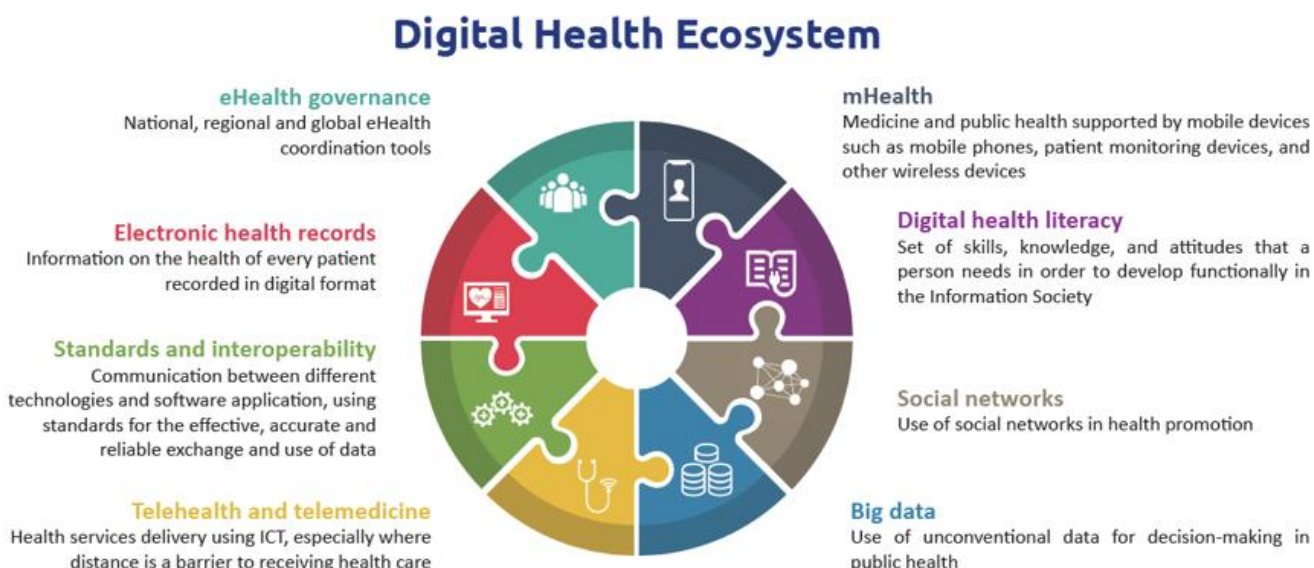 Digital Health Ecosystem
eHealth governance
National, regional and global eHealth
coordination tools
Electronic health records
Information on the health of every patient
recorded in digital format
Standards and interoperability
Communication between different
technologies and software application, using
standards for the effective, accurate and
reliable exchange and use of data
Telehealth and telemedicine
Health services delivery using ICT, especially where
distance is a barrier to receiving health care
mHealth
Medicine and public health supported by mobile devices
such as mobile phones, patient monitoring devices, and
other wireless devices
Digital health literacy
Set of skills, knowledge, and attitudes that a
person needs in order to develop functionally in
the Information Society
Social networks
Use of social networks in health promotion
Big data
Use of unconventional data for decision-making in
public health